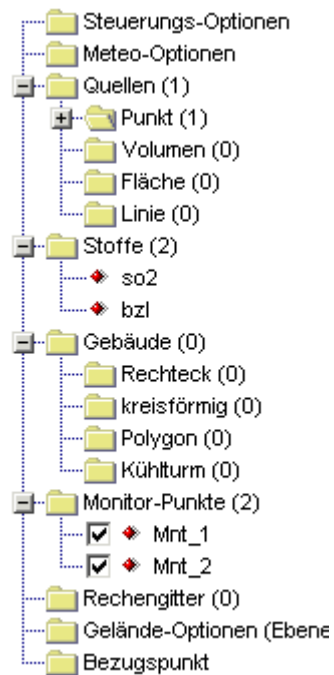 Steuerungs-Optionen
Meteo-Optionen
Quellen (1)
Punkt (1)
Volumen (0)
Fläche (0)
Linie (0)
Stoffe (2)
so2
bzl
Gebäude (0)
Rechteck (0)
kreisförmig (0)
Polygon (0)
Kühlturm (0)
Monitor-Punkte (2)
Mnt_1
Mnt_2
Rechengitter (0)
Gelände-Optionen (Ebene
Bezugspunkt